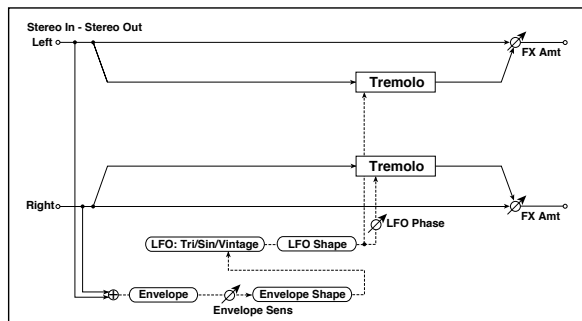 Stereo In - Stereo Out
Left
FX Amt
Tremolo
Tremolo
Right
LFO Phase
FX Amt
LFO: Tri/Sin/Vintage
LFO Shape
Envelope
Envelope Shape
Envelope Sens